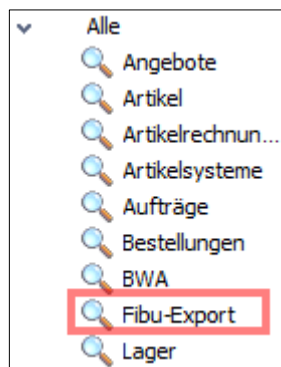 Alle
Angebote
Artikel
Artikelrechnun...
Artikelsysteme
Aufträge
Bestellungen
BWA
Fibu-Export
Lager